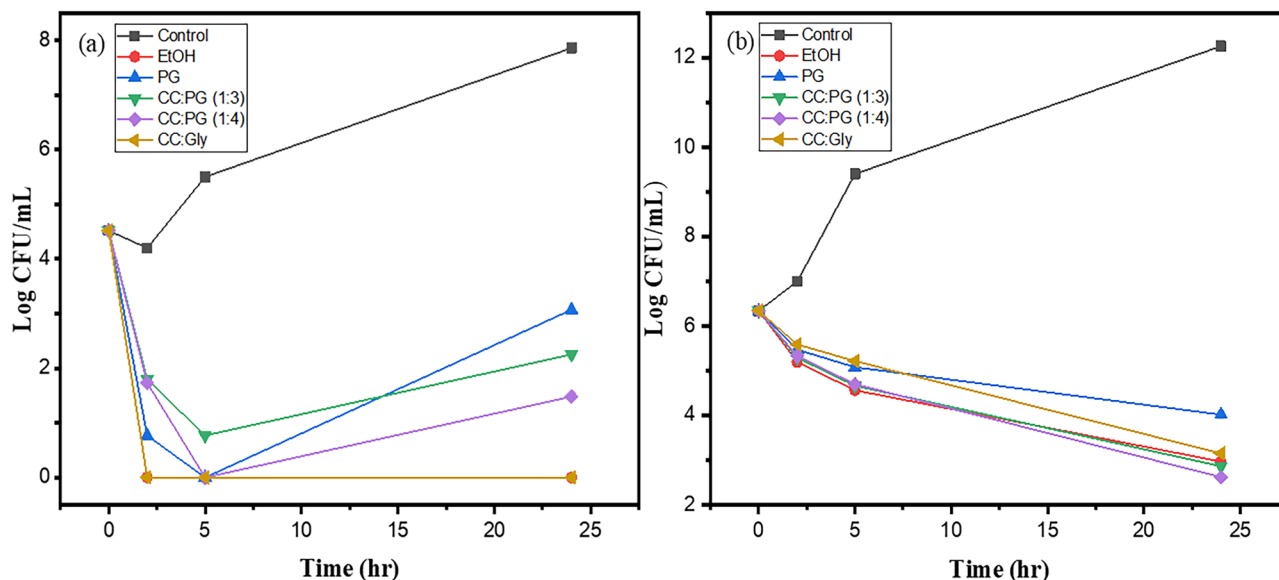 (a)
Control
EtOH
PG
CC:PG (1:3)
CC:PG (1:4)
CC:Gly
8
6
4
2
0
Log CFU/mL
0 5 10 15 20 25
Time (hr)
(b)
Control
EtOH
PG
CC:PG (1:3)
CC:PG (1:4)
CC:Gly
12
10
8
6
4
2
Log CFU/mL)
0 5 10 15 20 25
Time (hr)